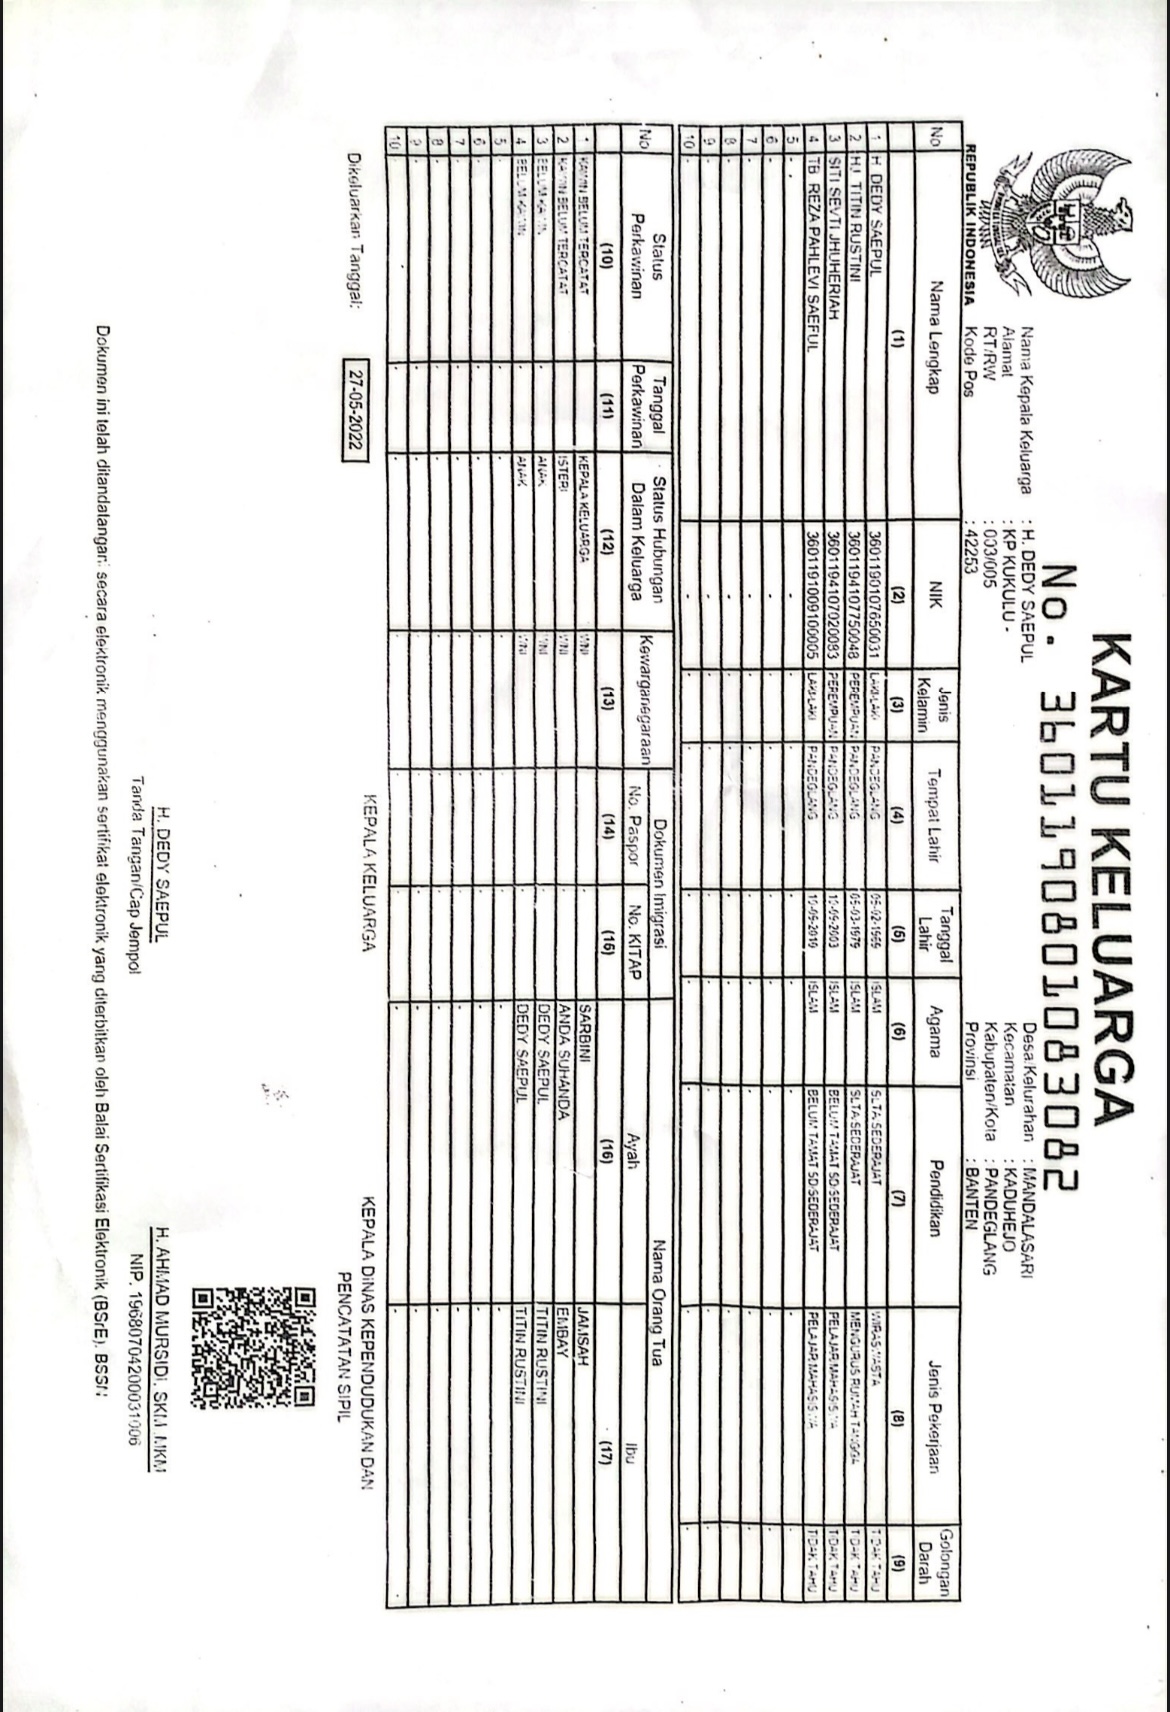 KARTU KELUARGA
No. 3601190801083082
REPUBLIK INDONESIA
Nama Kepala Keluarga : H. DEDY SAEPUL
Alamat : KP KUKULU -
RT/RW : 003/005
Kode Pos : 42253
Desa/Kelurahan : MANDALASARI
Kecamatan : KADUHEJO
Kabupaten/Kota : PANDEGLANG
Provinsi : BANTEN
No Nama Lengkap NIK Jenis Kelamin Tempat Lahir Tanggal Lahir Agama Pendidikan Jenis Pekerjaan Golongan Darah
(1) (2) (3) (4) (5) (6) (7) (8) (9)
1 H. DEDY SAEPUL 3601190107650031 LAKI-LAKI PANDEGLANG ISLAM SLTA/SEDERAJAT WIRASWASTA TIDAK TAHU
2 HJ. TITIN RUSTINI 3601194107750048 PEREMPUAN PANDEGLANG 05-03-1975 ISLAM SLTA/SEDERAJAT MENGURUS RUMAH TANGGA TIDAK TAHU
3 SITI SEVTI JHUHERIAH 3601194107020083 PEREMPUAN PANDEGLANG 10-09-2003 ISLAM BELUM TAMAT SD/SEDERAJAT PELAJAR/MAHASISWA TIDAK TAHU
4 TB. REZA PAHLEVI SAEFUL 3601191009100005 LAKI-LAKI PANDEGLANG 10-09-2010 ISLAM BELUM TAMAT SD/SEDERAJAT PELAJAR/MAHASISWA TIDAK TAHU
5 - - - - - - - - -
6 - - - - - - - - -
7 - - - - - - - - -
8 - - - - - - - - -
9 - - - - - - - - -
10 - - - - - - - - -
No Status Perkawinan Tanggal Perkawinan Status Hubungan Dalam Keluarga Kewarganegaraan Dokumen Imigrasi Nama Orang Tua
No. Paspor No. KITAP Ayah Ibu
(10) (11) (12) (13) (14) (15) (16) (17)
1 KAWIN BELUM TERCATAT - KEPALA KELUARGA WNI - - SARBINI JAMSAH
2 KAWIN BELUM TERCATAT - ISTERI WNI - - ANDA SUHANDA EMBAY
3 BELUM KAWIN - ANAK WNI - - DEDY SAEPUL TITIN RUSTINI
4 BELUM KAWIN - ANAK WNI - - DEDY SAEPUL TITIN RUSTINI
5 - - - - - - - -
6 - - - - - - - -
7 - - - - - - - -
8 - - - - - - - -
9 - - - - - - - -
10 - - - - - - - -
Dikeluarkan Tanggal: 27-05-2022
KEPALA KELUARGA
KEPALA DINAS KEPENDUDUKAN DAN
PENCATATAN SIPIL
H. DEDY SAEPUL
Tanda Tangan/Cap Jempol
H. AHMAD MURSIDI, SKM, MKM
NIP. 196807042000031006
Dokumen ini telah ditandatangani secara elektronik menggunakan sertifikat elektronik yang diterbitkan oleh Balai Sertifikasi Elektronik (BSrE), BSSN